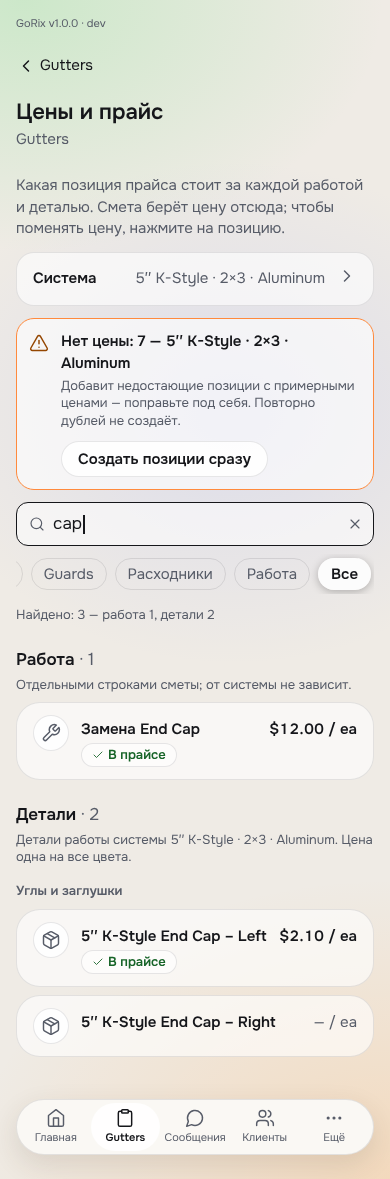 GoRix v1.0.0 · dev
Gutters
Цены и прайс
Gutters
Какая позиция прайса стоит за каждой работой
и деталью. Смета берёт цену отсюда; чтобы
поменять цену, нажмите на позицию.
Система 5″ K-Style · 2×3 · Aluminum
Нет цены: 7 — 5″ K-Style · 2×3 ·
Aluminum
Добавит недостающие позиции с примерными
ценами — поправьте под себя. Повторно
дублей не создаёт.
Создать позиции сразу
cap
Guards Расходники Работа Все
Найдено: 3 — работа 1, детали 2
Работа · 1
Отдельными строками сметы; от системы не зависит.
Замена End Cap $12.00 / ea
В прайсе
Детали · 2
Детали работы системы 5″ K-Style · 2×3 · Aluminum. Цена
одна на все цвета.
Углы и заглушки
5″ K-Style End Cap – Left $2.10 / ea
В прайсе
5″ K-Style End Cap – Right — / ea
Главная Gutters Сообщения Клиенты Ещё